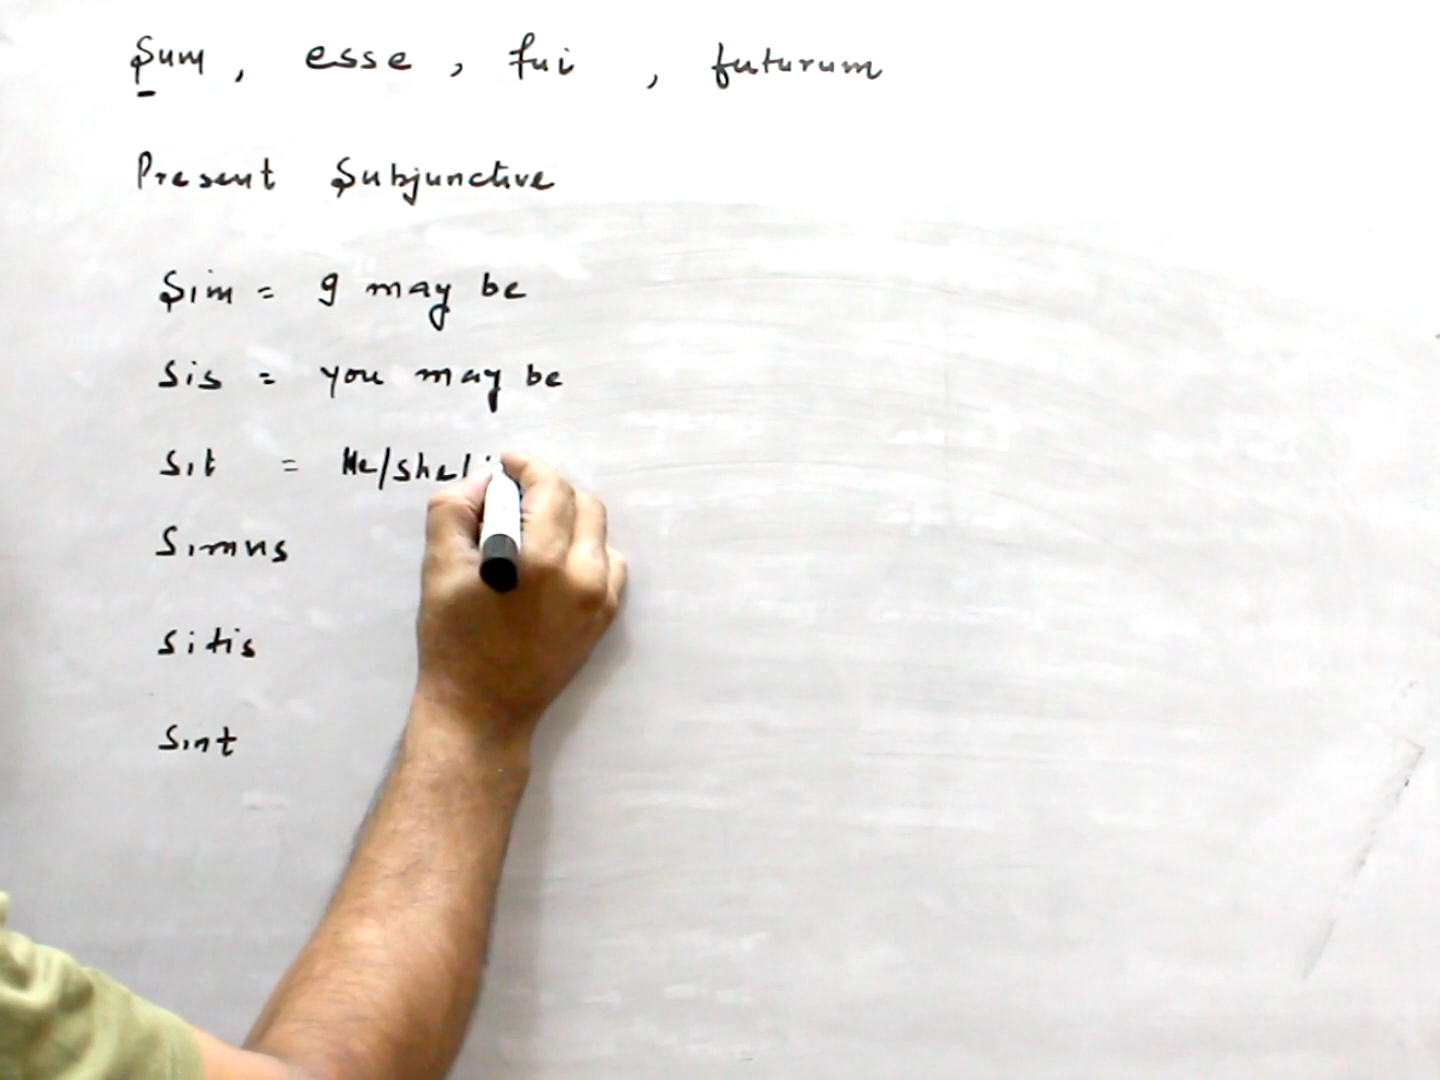 Sum, esse, fui, futurum
Present Subjunctive
Sim = I may be
Sis = you may be
Sit = He/she/i
Simus
Sitis
Sint